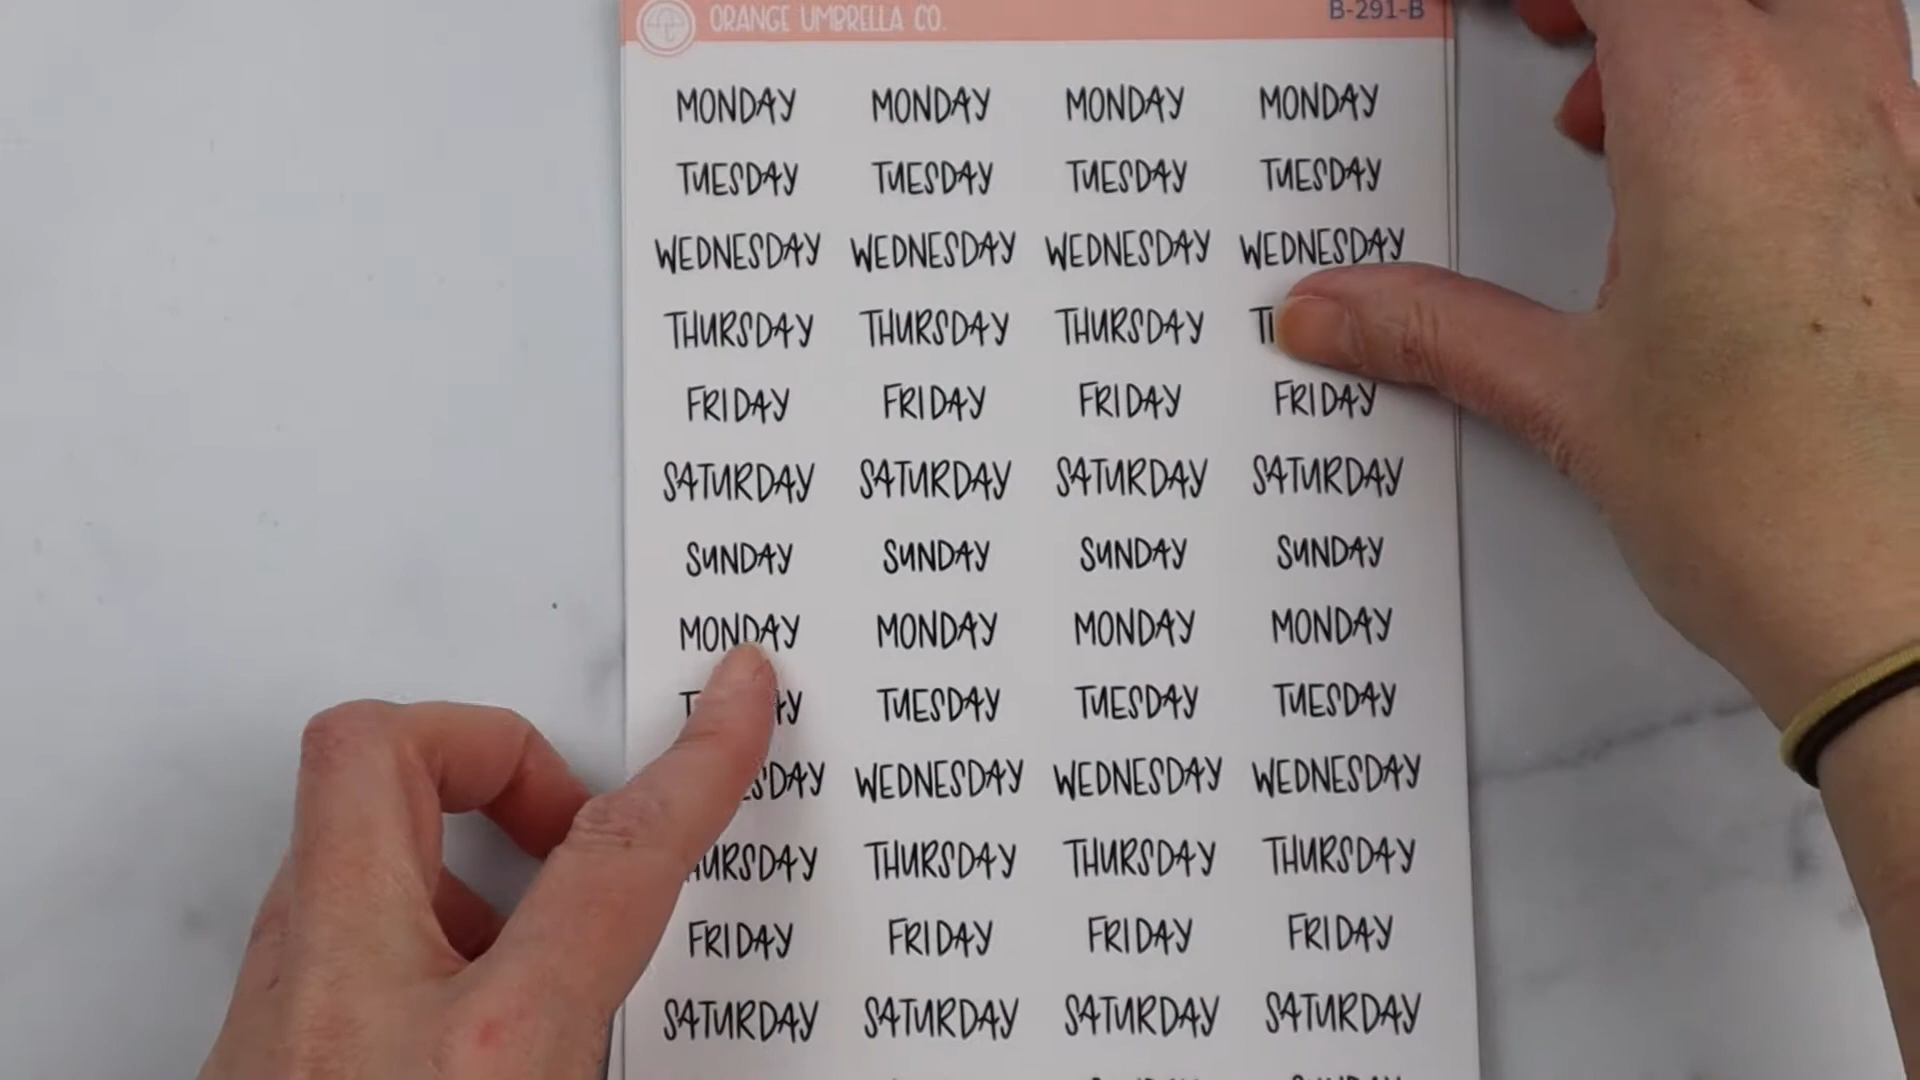 ORANGE UMBRELLA CO. B-291-B
MONDAY MONDAY MONDAY MONDAY
TUESDAY TUESDAY TUESDAY TUESDAY
WEDNESDAY WEDNESDAY WEDNESDAY WEDNESDAY
THURSDAY THURSDAY THURSDAY
FRIDAY FRIDAY FRIDAY FRIDAY
SATURDAY SATURDAY SATURDAY SATURDAY
SUNDAY SUNDAY SUNDAY SUNDAY
MONDAY MONDAY MONDAY MONDAY
TUESDAY TUESDAY TUESDAY
WEDNESDAY WEDNESDAY WEDNESDAY
THURSDAY THURSDAY THURSDAY
FRIDAY FRIDAY FRIDAY FRIDAY
SATURDAY SATURDAY SATURDAY SATURDAY